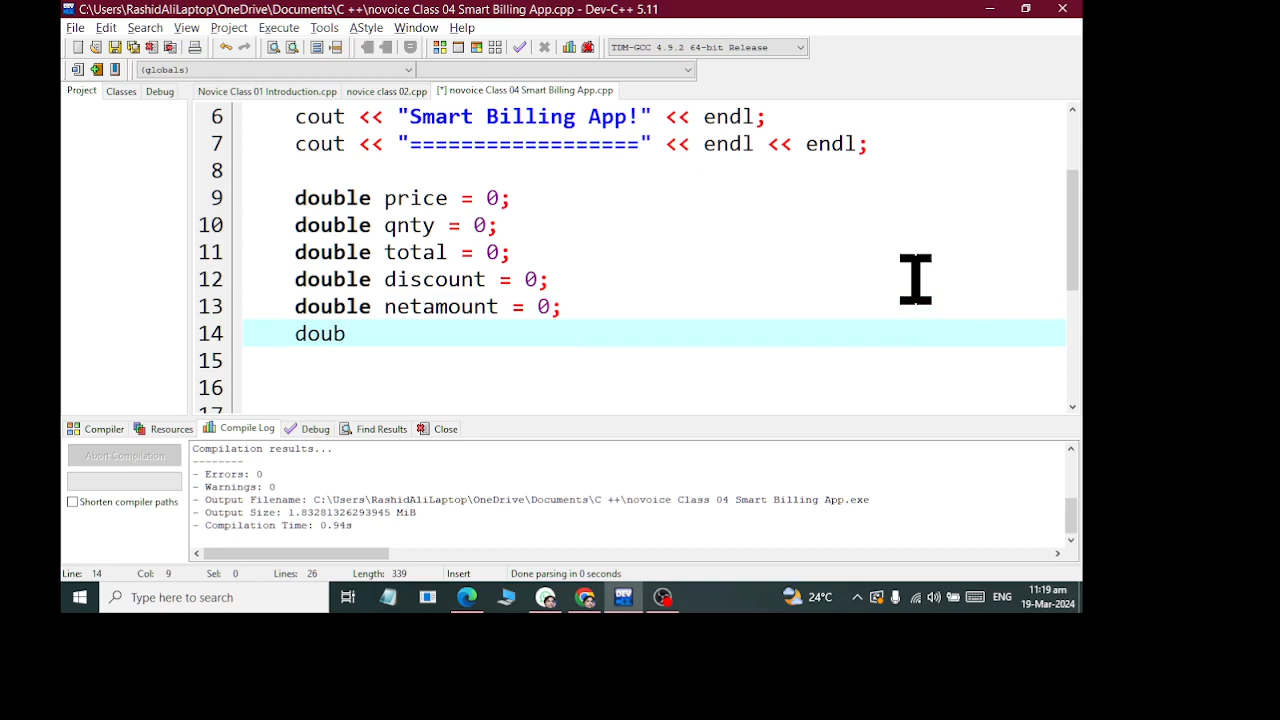 C:\Users\RashidAliLaptop\OneDrive\Documents\C ++\novoice Class 04 Smart Billing App.cpp - Dev-C++ 5.11
File Edit Search View Project Execute Tools AStyle Window Help
TDM-GCC 4.9.2 64-bit Release
(globals)
Project Classes Debug Novice Class 01 Introduction.cpp novice class 02.cpp [*] novoice Class 04 Smart Billing App.cpp
6 cout << "Smart Billing App!" << endl;
7 cout << "==================" << endl << endl;
8
9 double price = 0;
10 double qnty = 0;
11 double total = 0;
12 double discount = 0;
13 double netamount = 0;
14 doub
15
16
17
Compiler Resources Compile Log Debug Find Results Close
Abort Compilation
Shorten compiler paths
Compilation results...
--------
- Errors: 0
- Warnings: 0
- Output Filename: C:\Users\RashidAliLaptop\OneDrive\Documents\C ++\novoice Class 04 Smart Billing App.exe
- Output Size: 1.83281326293945 MiB
- Compilation Time: 0.94s
Line: 14 Col: 9 Sel: 0 Lines: 26 Length: 339 Insert Done parsing in 0 seconds
Type here to search
DEV
24°C
ENG
11:19 am
19-Mar-2024